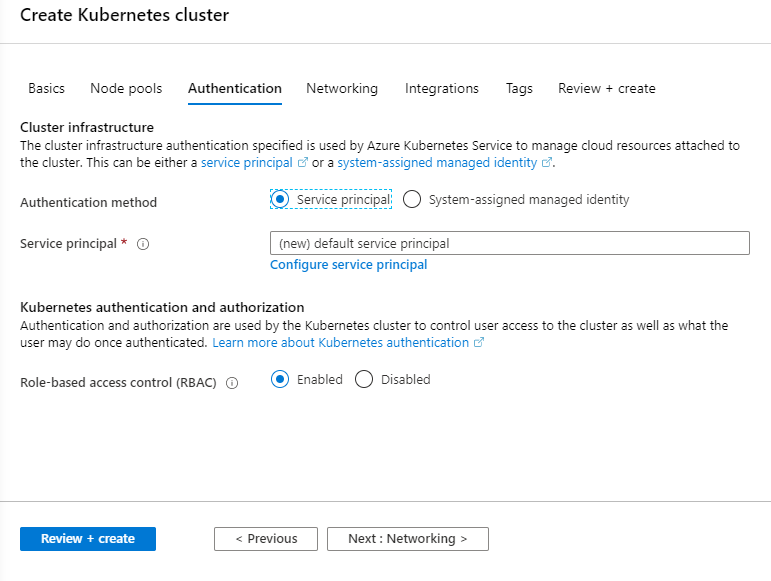 Create Kubernetes cluster
Basics Node pools Authentication Networking Integrations Tags Review + create
Cluster infrastructure
The cluster infrastructure authentication specified is used by Azure Kubernetes Service to manage cloud resources attached to
the cluster. This can be either a service principal or a system-assigned managed identity .
Authentication method Service principal System-assigned managed identity
Service principal * (new) default service principal
Configure service principal
Kubernetes authentication and authorization
Authentication and authorization are used by the Kubernetes cluster to control user access to the cluster as well as what the
user may do once authenticated. Learn more about Kubernetes authentication
Role-based access control (RBAC) Enabled Disabled
Review + create < Previous Next : Networking >